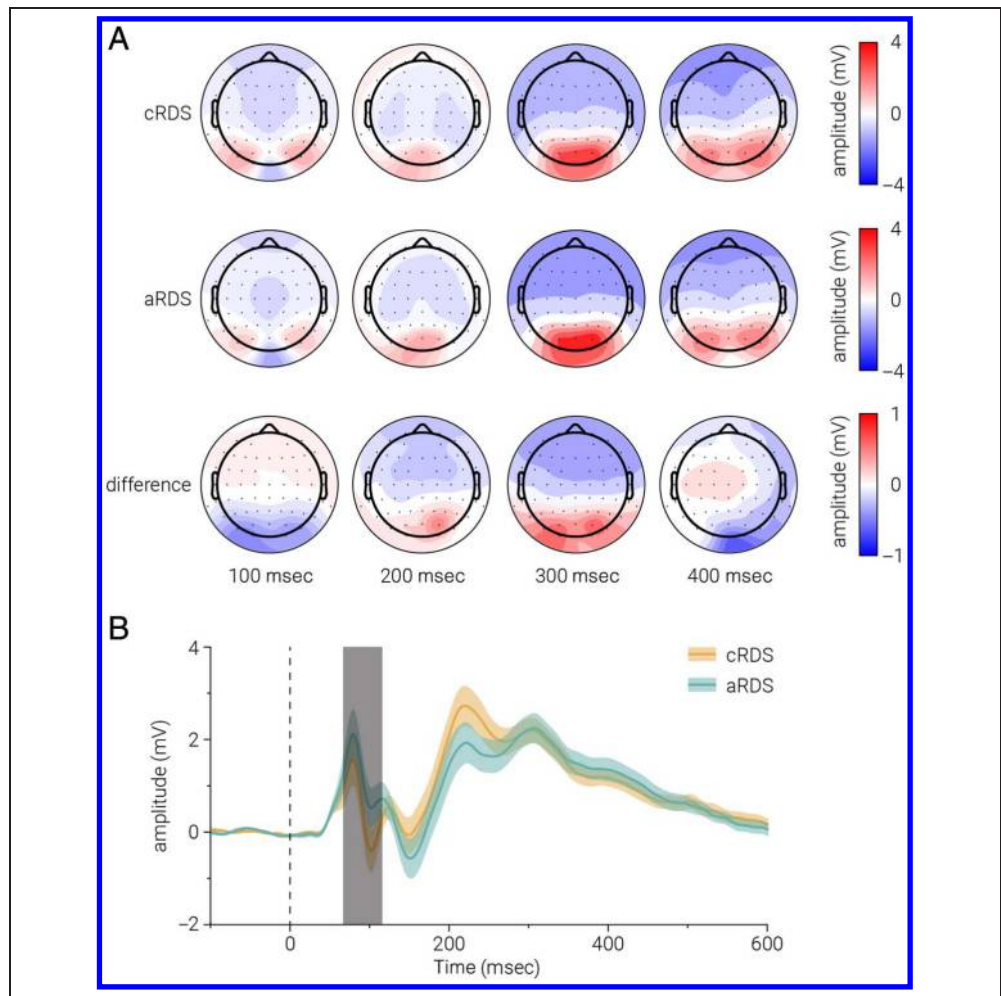 A
cRDS
4
0
−4
amplitude (mV)
aRDS
4
0
−4
amplitude (mV)
difference
1
0
−1
amplitude (mV)
100 msec 200 msec 300 msec 400 msec
B
4
2
0
−2
amplitude (mV)
cRDS
aRDS
0 200 400 600
Time (msec)